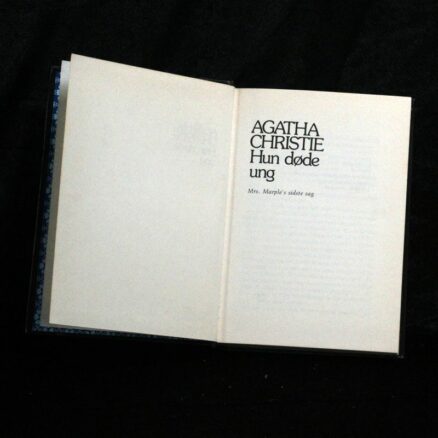 AGATHA
CHRISTIE
Hun døde
ung
Mrs. Marple's sidste sag